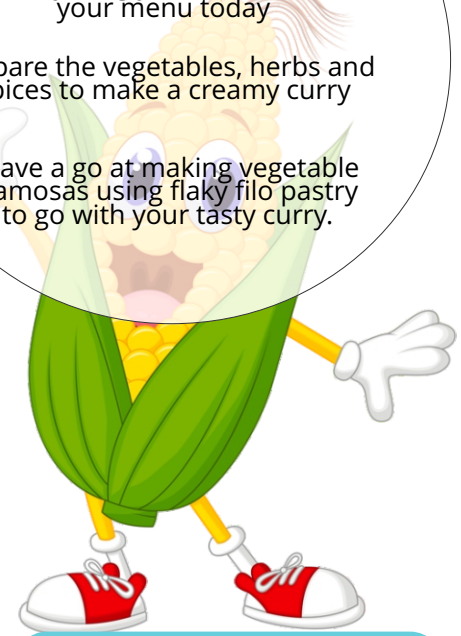 your menu today
pare the vegetables, herbs and
ices to make a creamy curry
ave a go at making vegetable
amosas using flaky filo pastry
to go with your tasty curry.